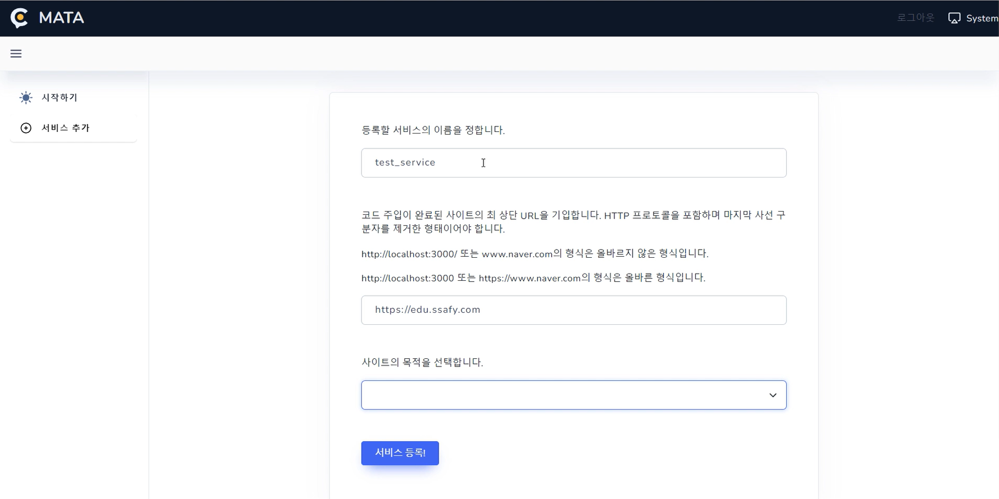 MATA
로그아웃
System
시작하기
서비스 추가
등록할 서비스의 이름을 정합니다.
test_service
코드 주입이 완료된 사이트의 최 상단 URL을 기입합니다. HTTP 프로토콜을 포함하며 마지막 사선 구
분자를 제거한 형태이어야 합니다.
http://localhost:3000/ 또는 www.naver.com의 형식은 올바르지 않은 형식입니다.
http://localhost:3000 또는 https://www.naver.com의 형식은 올바른 형식입니다.
https://edu.ssafy.com
사이트의 목적을 선택합니다.
서비스 등록!